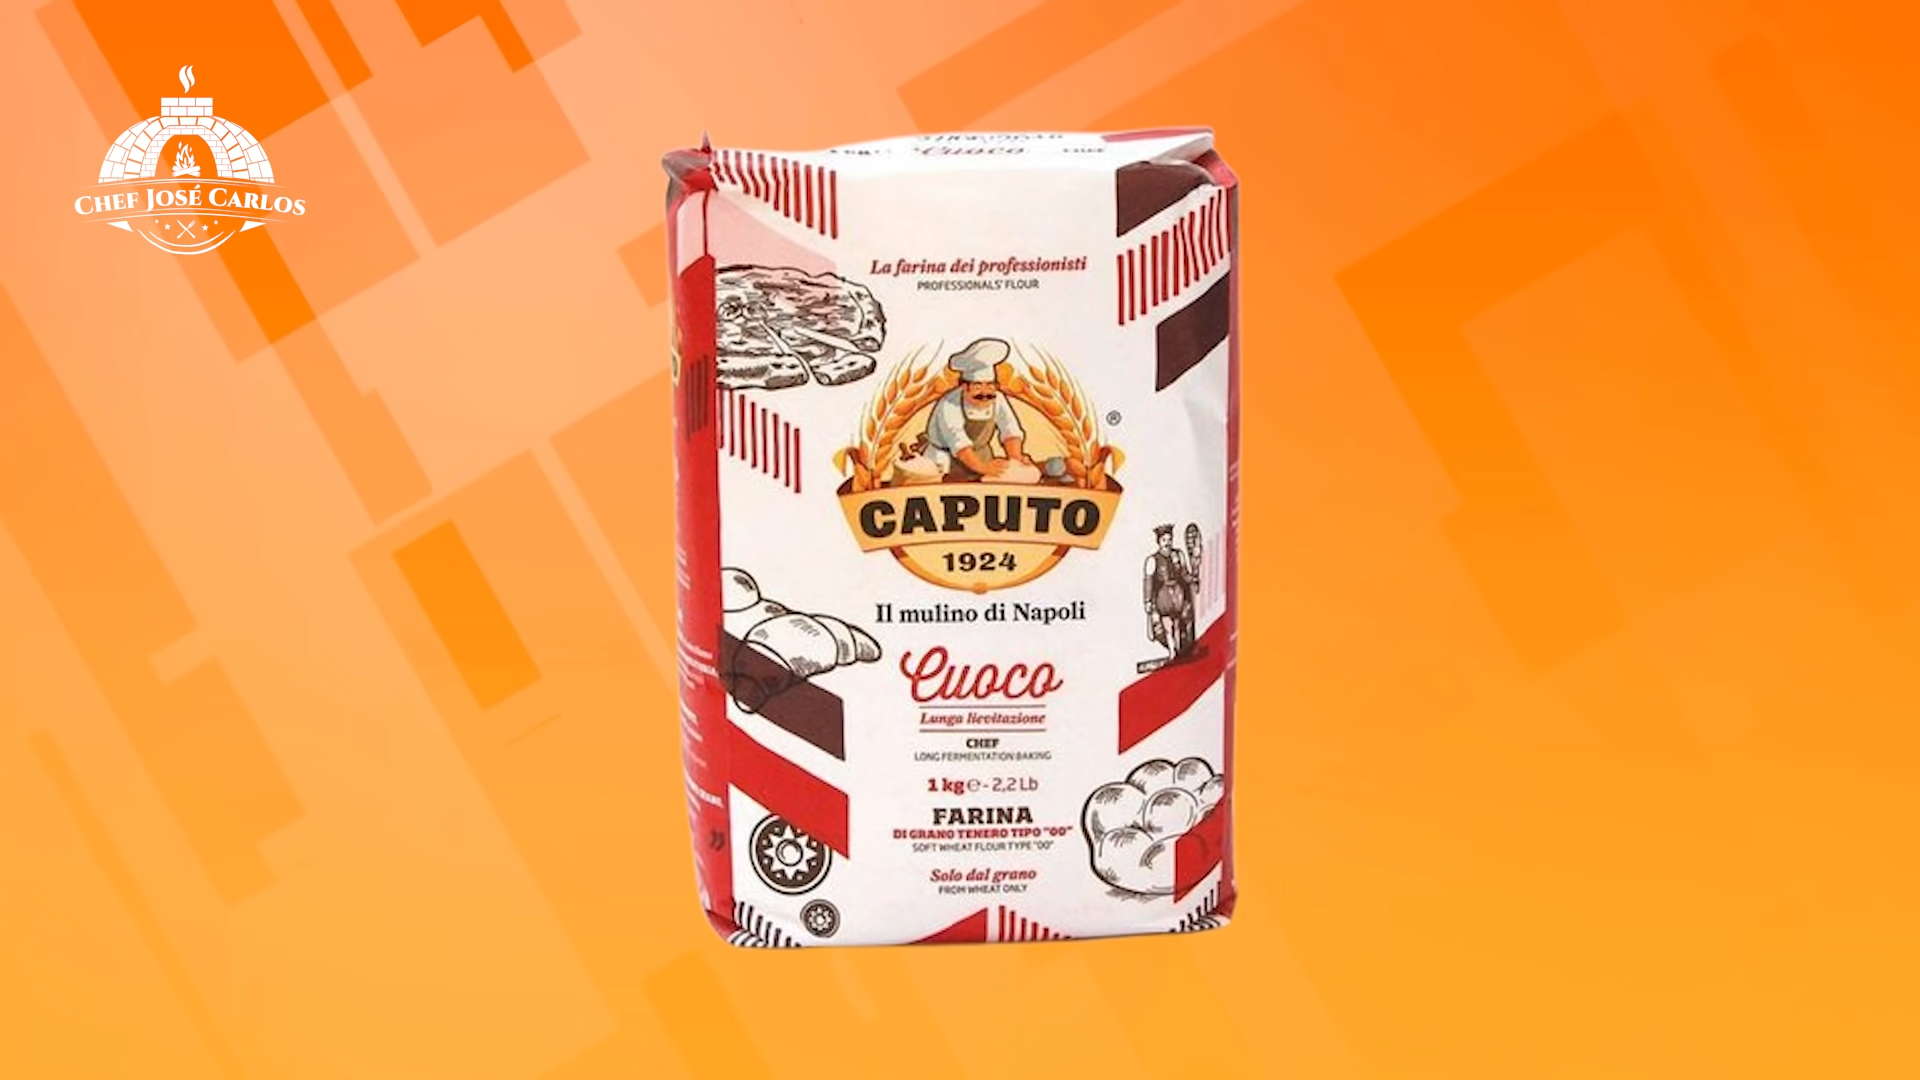 CHEF JOSÉ CARLOS
Cuoco
La farina dei professionisti
PROFESSIONALS' FLOUR
®
CAPUTO
1924
Il mulino di Napoli
Cuoco
Lunga lievitazione
CHEF
LONG FERMENTATION BAKING
1 kg e - 2,2 Lb
FARINA
DI GRANO TENERO TIPO "00"
SOFT WHEAT FLOUR TYPE "00"
Solo dal grano
FROM WHEAT ONLY